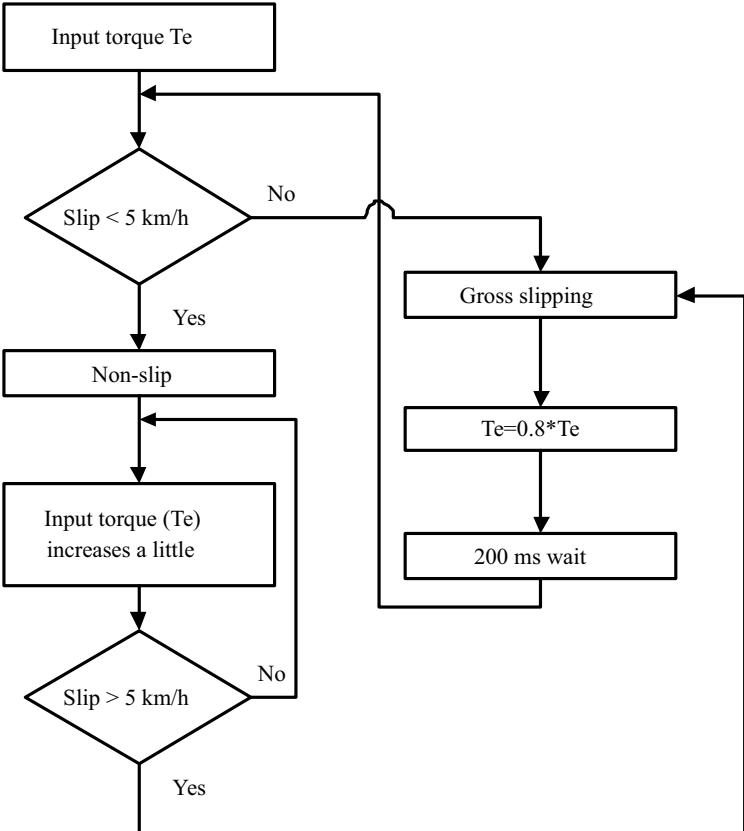 Input torque Te
Slip < 5 km/h
No
Yes
Gross slipping
Non-slip
Te=0.8*Te
Input torque (Te)
increases a little
200 ms wait
Slip > 5 km/h
No
Yes